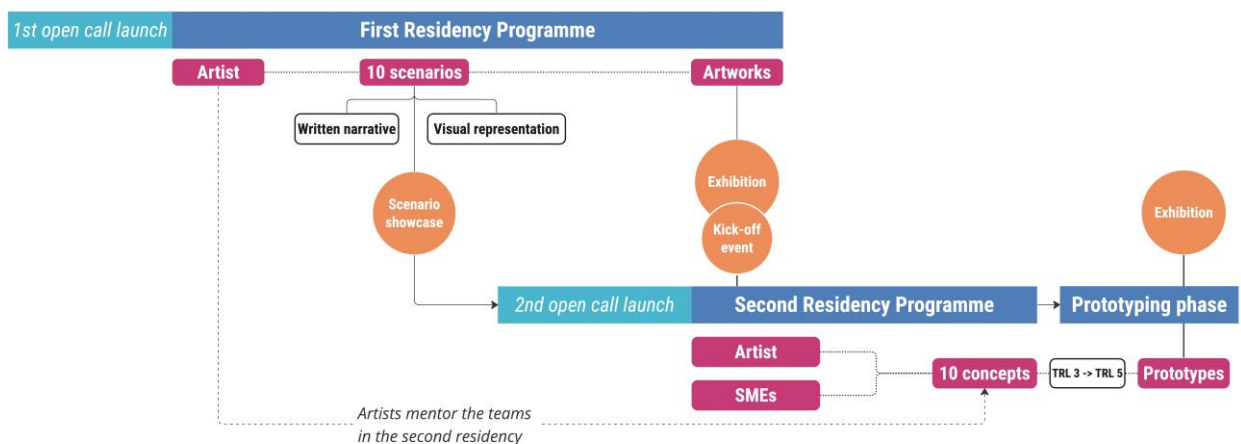 1st open call launch
First Residency Programme
Artist
10 scenarios
Artworks
Written narrative
Visual representation
Scenario
showcase
Exhibition
Kick-off
event
Exhibition
2nd open call launch
Second Residency Programme
Prototyping phase
Artist
SMEs
10 concepts
TRL 3 -> TRL 5
Prototypes
Artists mentor the teams
in the second residency